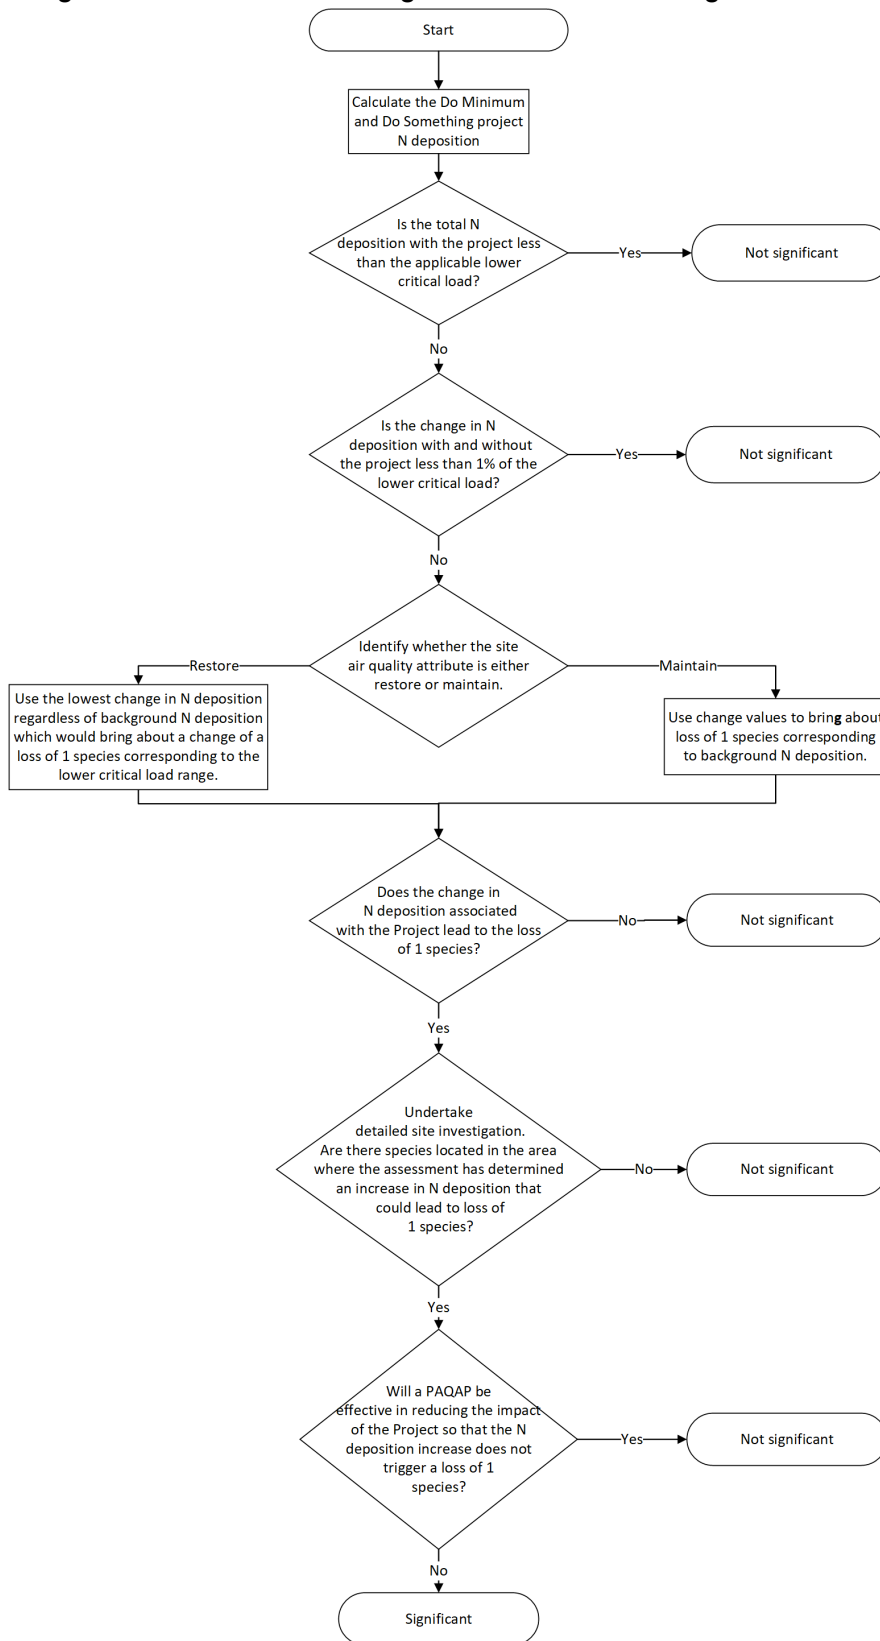 Start
Calculate the Do Minimum
and Do Something project
N deposition
Is the total N
deposition with the project less
than the applicable lower
critical load?
Yes
Not significant
No
Is the change in N
deposition with and without
the project less than 1% of the
lower critical load?
Yes
Not significant
No
Identify whether the site
air quality attribute is either
restore or maintain.
Restore
Maintain
Use the lowest change in N deposition
regardless of background N deposition
which would bring about a change of a
loss of 1 species corresponding to the
lower critical load range.
Use change values to bring about
loss of 1 species corresponding
to background N deposition.
Does the change in
N deposition associated
with the Project lead to the loss
of 1 species?
No
Not significant
Yes
Undertake
detailed site investigation.
Are there species located in the area
where the assessment has determined
an increase in N deposition that
could lead to loss of
1 species?
No
Not significant
Yes
Will a PAQAP be
effective in reducing the impact
of the Project so that the N
deposition increase does not
trigger a loss of 1
species?
Yes
Not significant
No
Significant